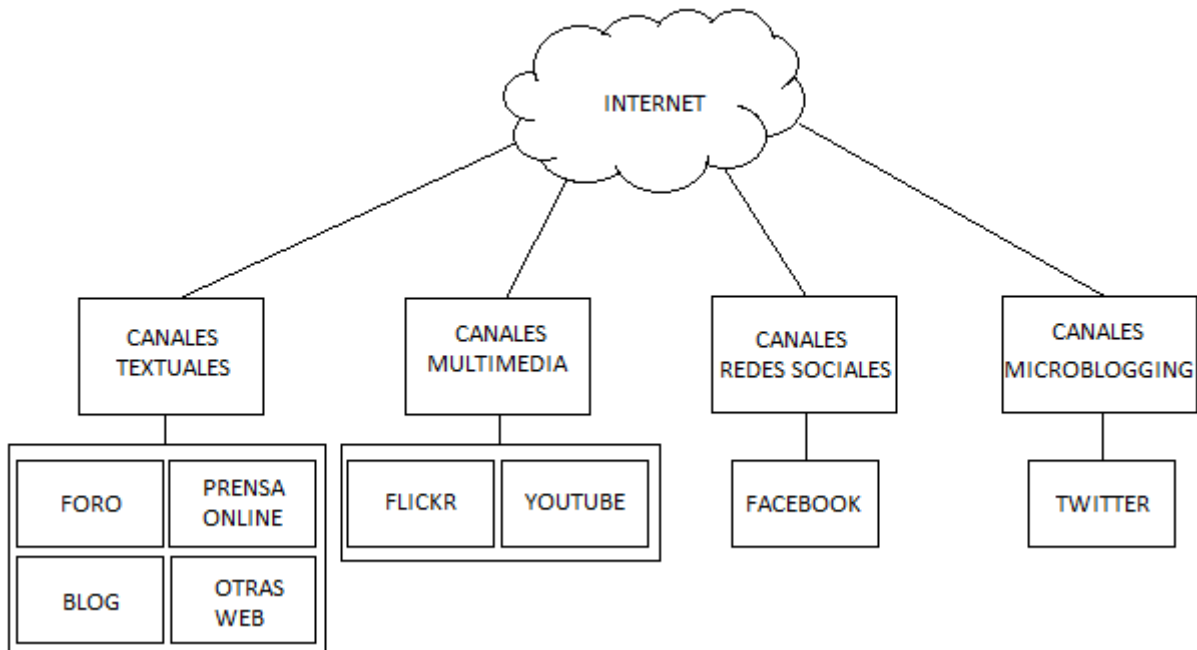 INTERNET
CANALES
TEXTUALES
CANALES
MULTIMEDIA
CANALES
REDES SOCIALES
CANALES
MICROBLOGGING
FORO
PRENSA
ONLINE
BLOG
OTRAS
WEB
FLICKR
YOUTUBE
FACEBOOK
TWITTER